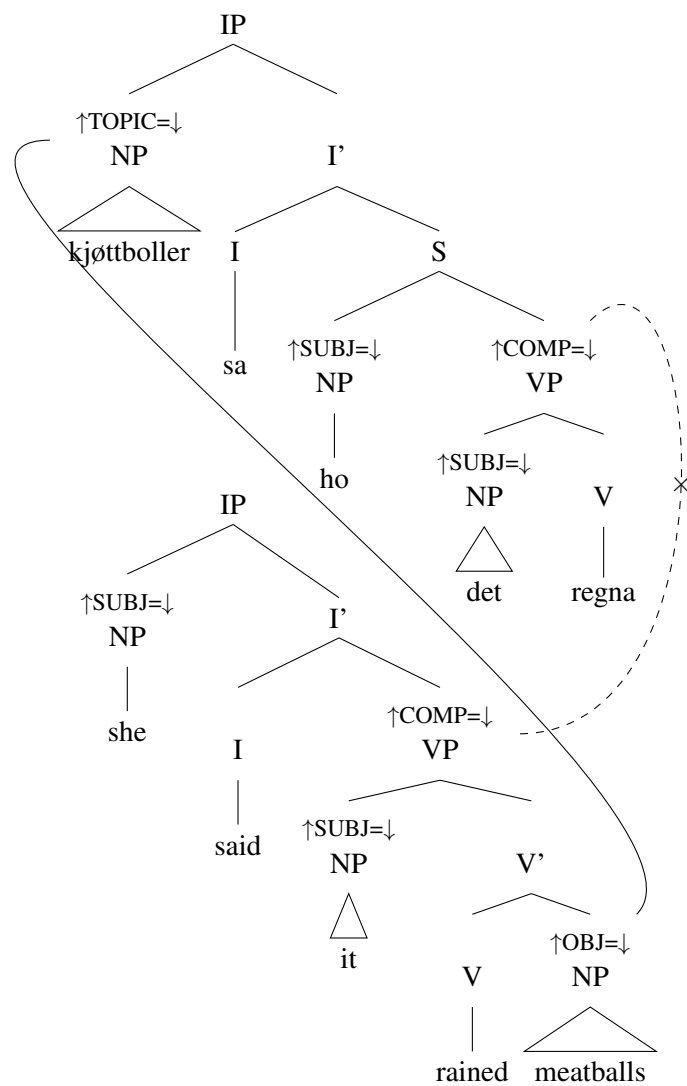 IP
↑TOPIC=↓
NP I'
kjøttboller I S
sa ↑SUBJ=↓ ↑COMP=↓
NP VP
ho ↑SUBJ=↓
NP V
det regna
IP
↑SUBJ=↓
NP I'
she I ↑COMP=↓
VP
said ↑SUBJ=↓
NP V'
it V ↑OBJ=↓
NP
rained meatballs